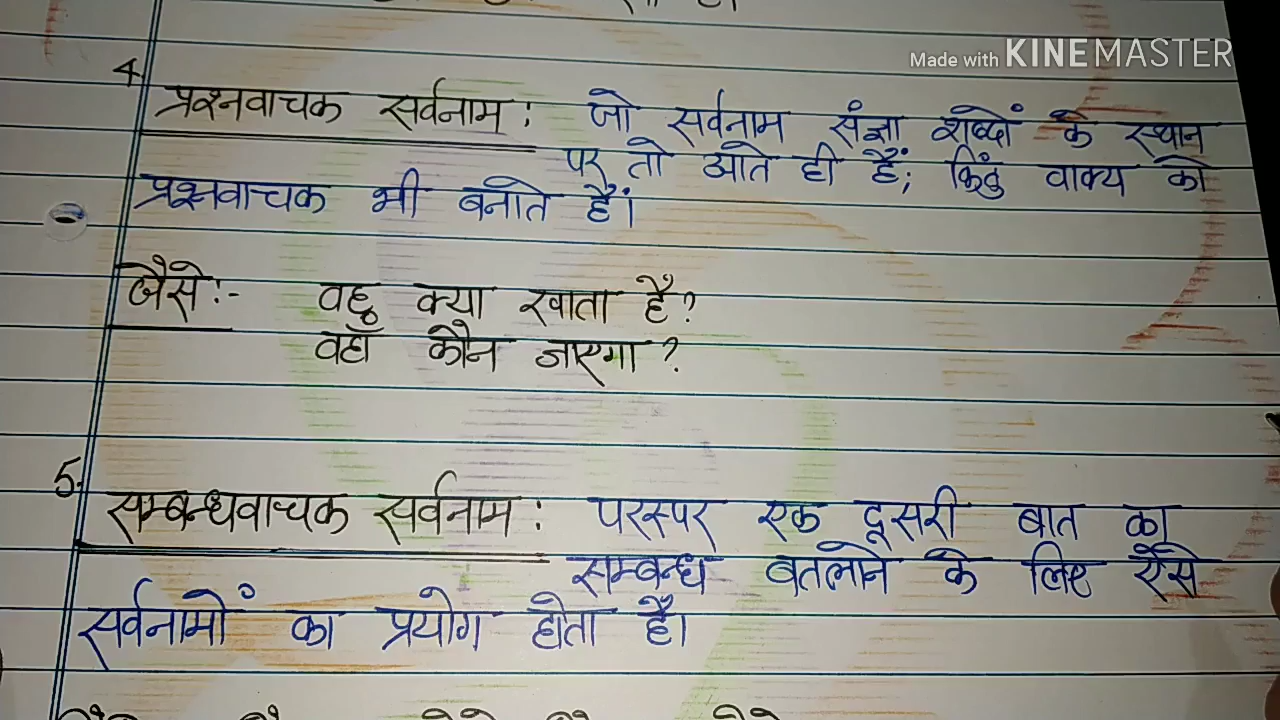 Made with KINEMASTER
4. प्रश्नवाचक सर्वनाम : जो सर्वनाम संज्ञा शब्दों के स्थान
पर तो आते ही हैं; किंतु वाक्य को
प्रश्नवाचक भी बनाते हैं।
जैसे:- वह क्या खाता है?
वहाँ कौन जाएगा?
5. सम्बन्धवाचक सर्वनाम : परस्पर एक दूसरी बात का
सम्बन्ध बतलाने के लिए ऐसे
सर्वनामों का प्रयोग होता है।